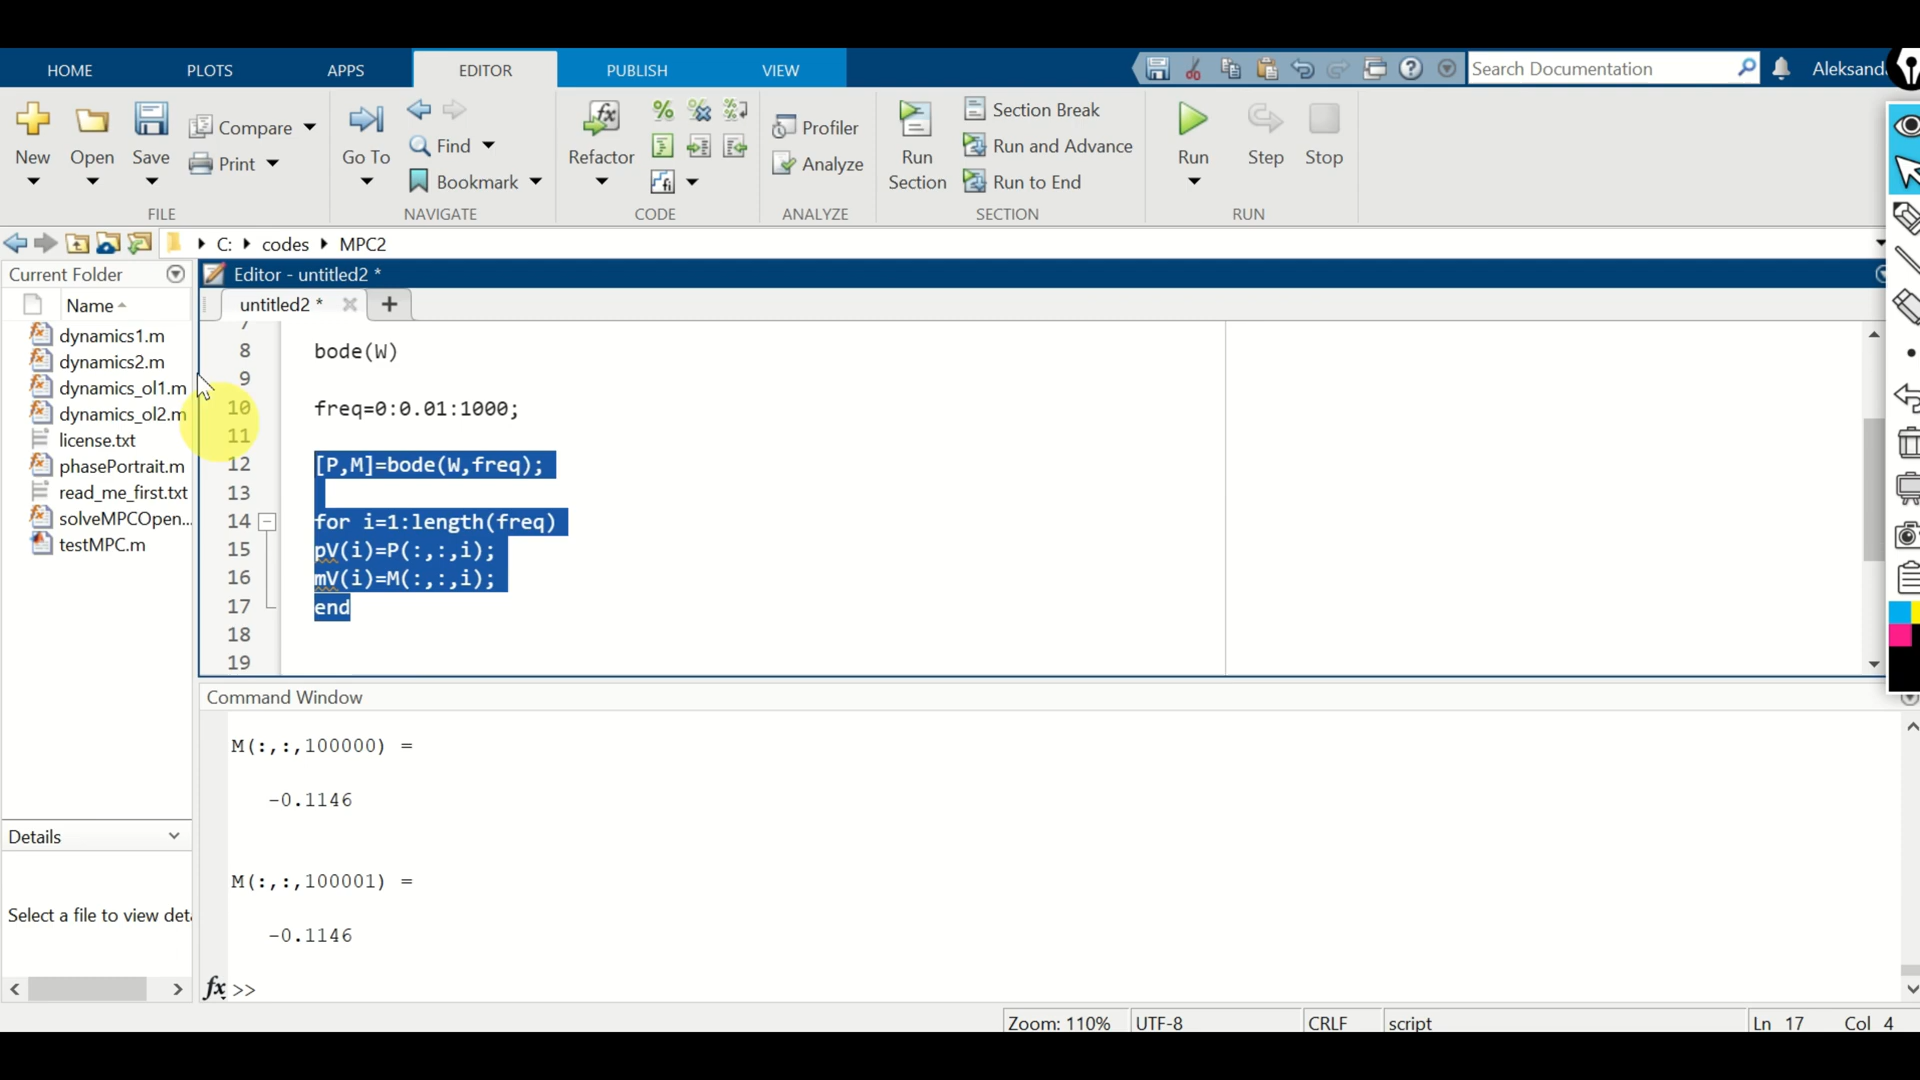 HOME PLOTS APPS EDITOR PUBLISH VIEW
Search Documentation
New
Open
Save
Compare
Print
FILE
Go To
Find
Bookmark
NAVIGATE
Refactor
CODE
Profiler
Analyze
ANALYZE
Run
Section
Section Break
Run and Advance
Run to End
SECTION
Run
Step
Stop
RUN
C: codes MPC2
Current Folder
Name
dynamics1.m
dynamics2.m
dynamics_ol1.m
dynamics_ol2.m
license.txt
phasePortrait.m
read_me_first.txt
solveMPCOpen...
testMPC.m
Details
Select a file to view
Editor - untitled2 *
untitled2 *
8 bode(W)
9
10 freq=0:0.01:1000;
11
12 [P,M]=bode(W,freq);
13
14 for i=1:length(freq)
15 pV(i)=P(:,:,i);
16 mV(i)=M(:,:,i);
17 end
18
19
Command Window
M(:,:,100000) =
-0.1146
M(:,:,100001) =
-0.1146
fx >>
Zoom: 110% UTF-8 CRLF script Ln 17 Col 4